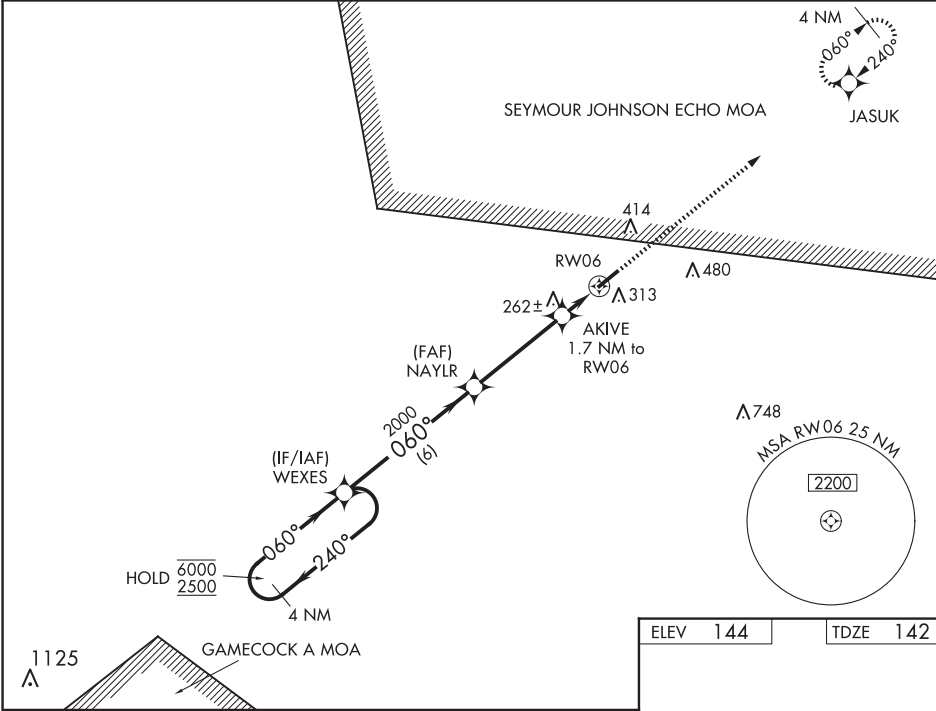 4 NM
060°
240°
JASUK
SEYMOUR JOHNSON ECHO MOA
414
RW06
480
313
262±
AKIVE
1.7 NM to
RW06
(FAF)
NAYLR
2000
060°
(6)
748
MSA RW06 25 NM
2200
(IF/IAF)
WEXES
060°
240°
HOLD 6000
2500
4 NM
GAMECOCK A MOA
1125
ELEV 144
TDZE 142